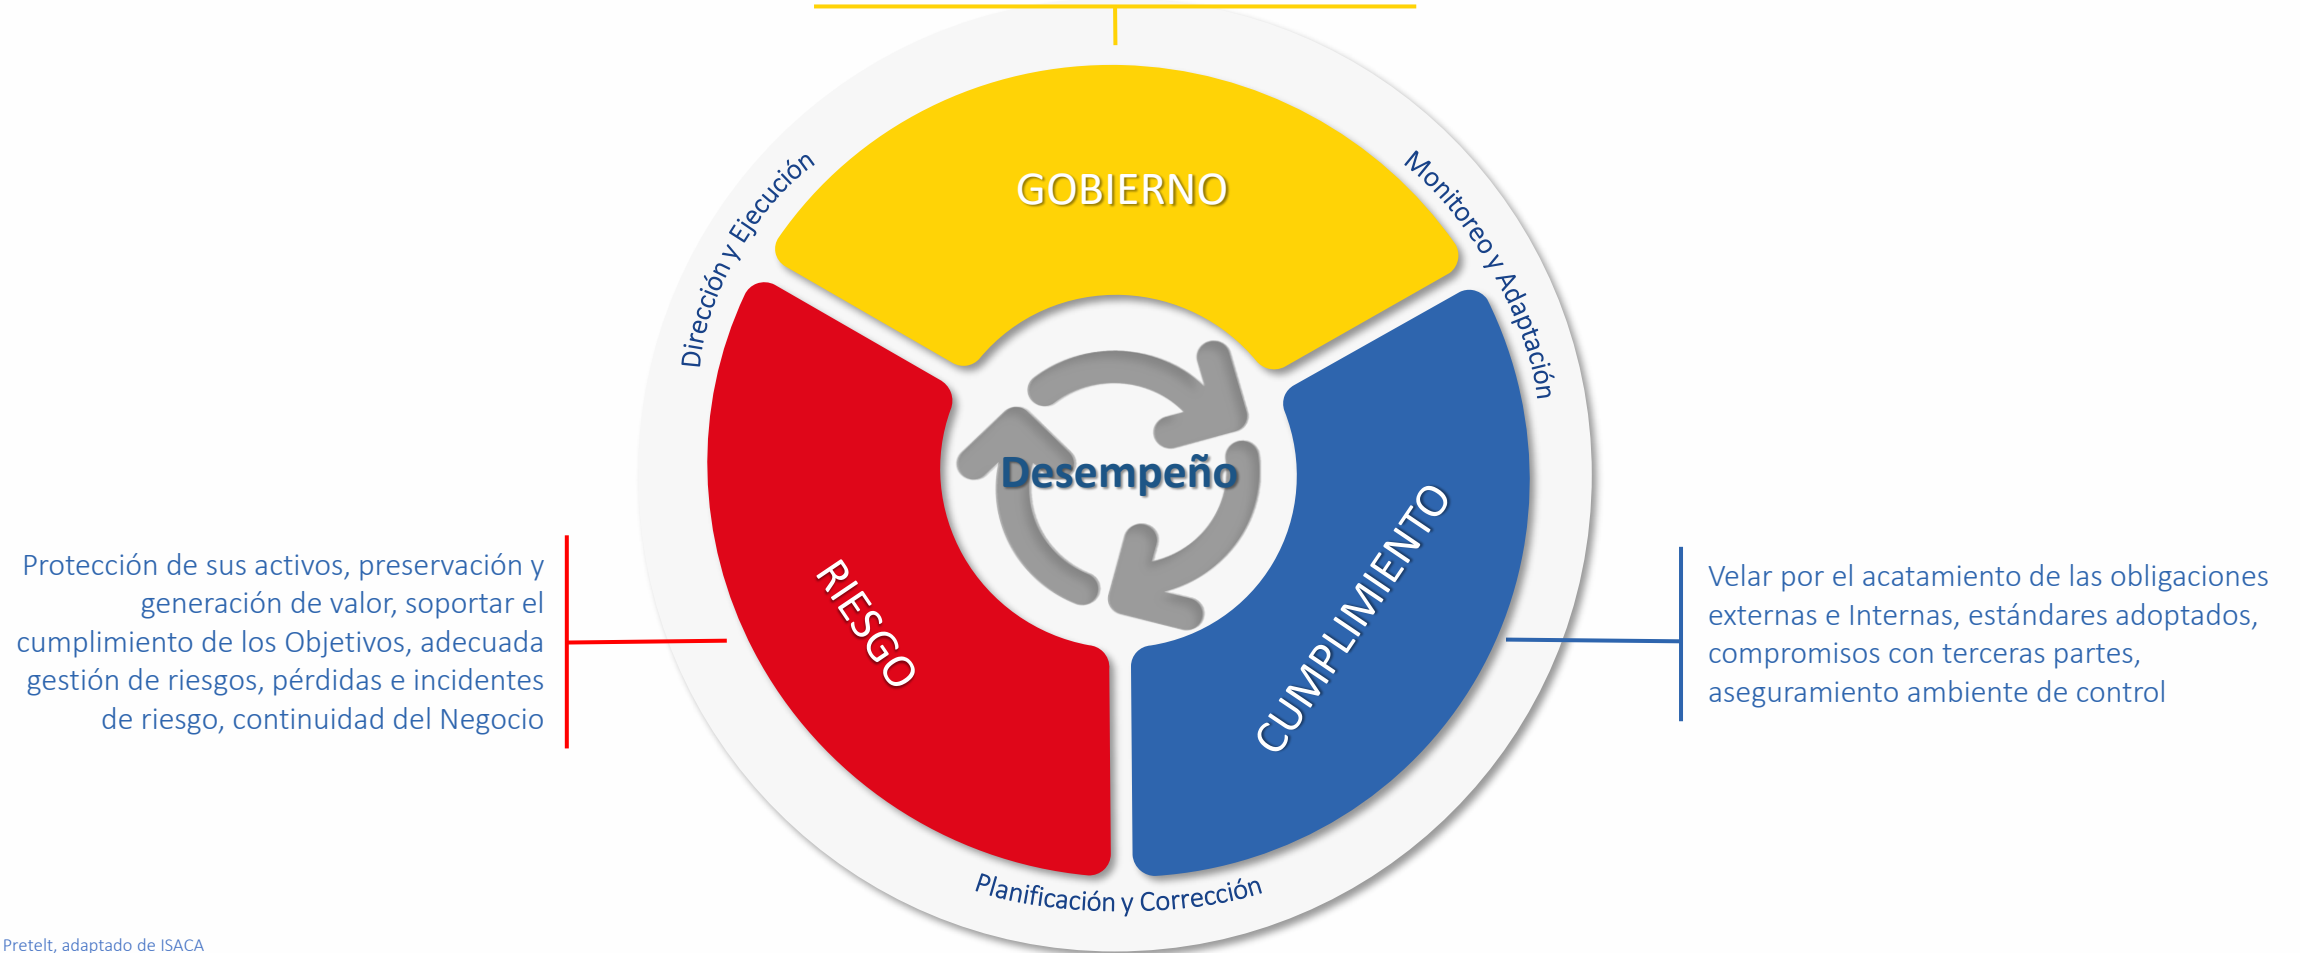 GOBIERNO
Dirección y Ejecución
Monitoreo y Adaptación
Desempeño
RIESGO
CUMPLIMIENTO
Protección de sus activos, preservación y
generación de valor, soportar el
cumplimiento de los Objetivos, adecuada
gestión de riesgos, pérdidas e incidentes
de riesgo, continuidad del Negocio
Velar por el acatamiento de las obligaciones
externas e Internas, estándares adoptados,
compromisos con terceras partes,
aseguramiento ambiente de control
Planificación y Corrección
Pretelt, adaptado de ISACA